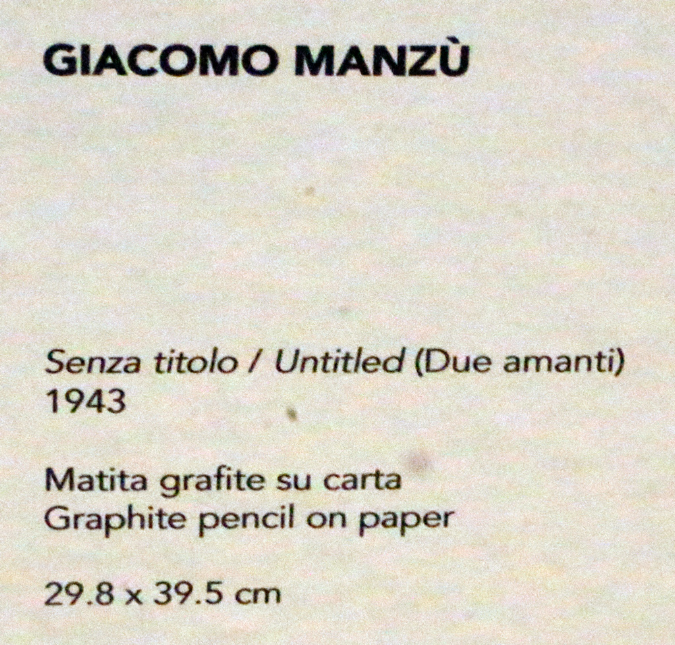 GIACOMO MANZÙ
Senza titolo / Untitled (Due amanti)
1943
Matita grafite su carta
Graphite pencil on paper
29.8 x 39.5 cm